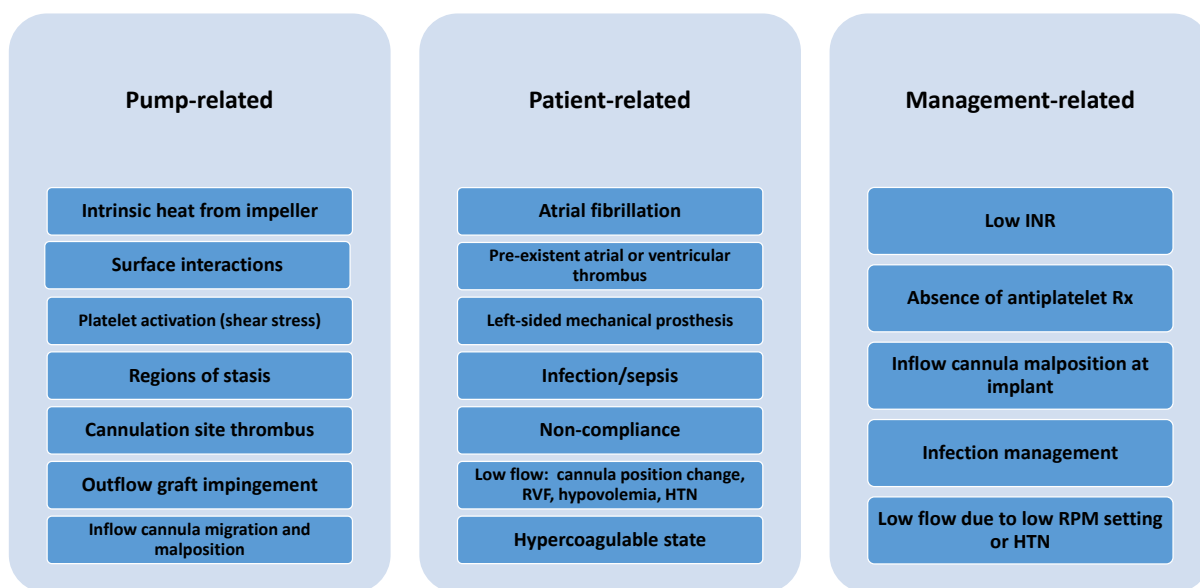 Pump-related
Intrinsic heat from impeller
Surface interactions
Platelet activation (shear stress)
Regions of stasis
Cannulation site thrombus
Outflow graft impingement
Inflow cannula migration and
malposition
Patient-related
Atrial fibrillation
Pre-existent atrial or ventricular
thrombus
Left-sided mechanical prosthesis
Infection/sepsis
Non-compliance
Low flow: cannula position change,
RVF, hypovolemia, HTN
Hypercoagulable state
Management-related
Low INR
Absence of antiplatelet Rx
Inflow cannula malposition at
implant
Infection management
Low flow due to low RPM setting
or HTN